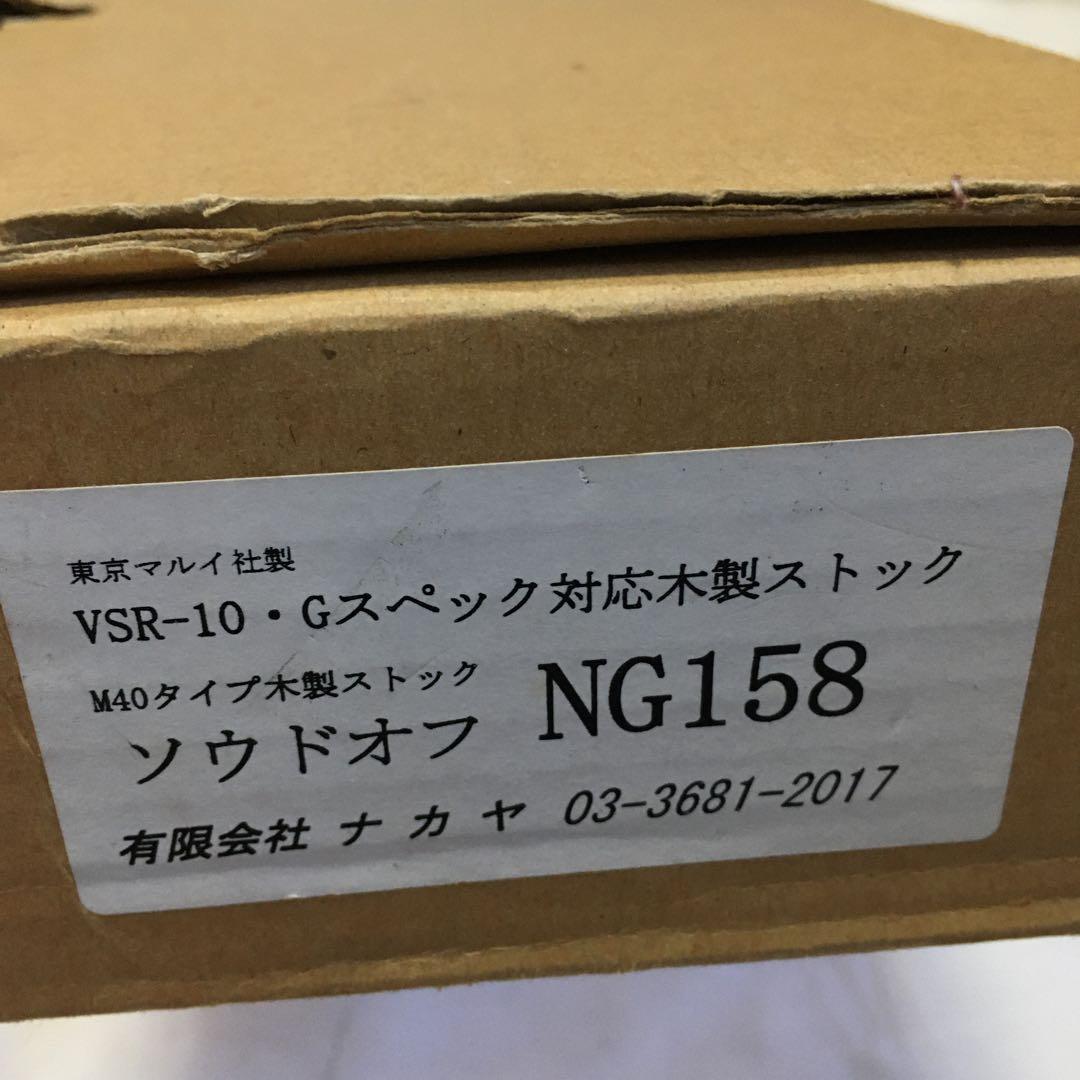 東京マルイ社製
VSR-10・Gスペック対応木製ストック
M40タイプ木製ストック
ソウドオフ NG158
有限会社 ナカヤ 03-3681-2017